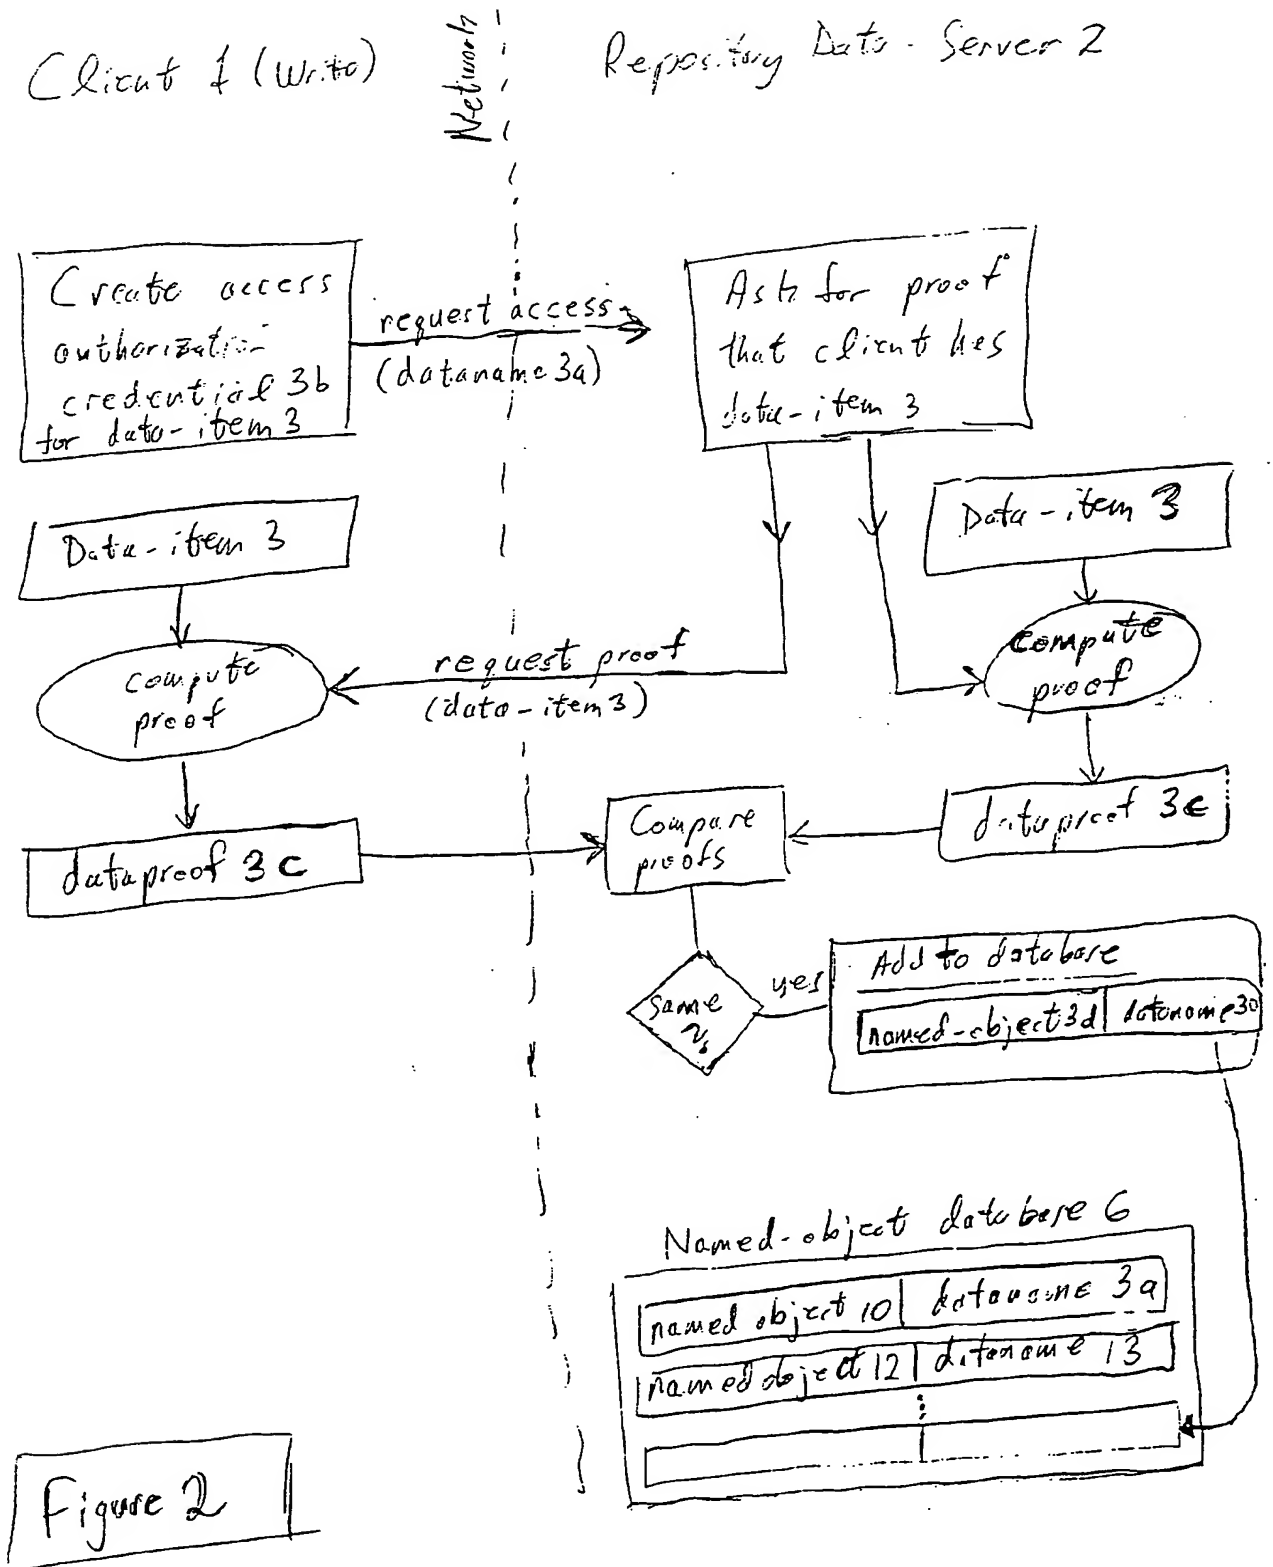 Client 1 (Write)
Network
Repository Data-Server 2
Create access
authorization
credential 3b
for data-item 3
request access
(dataname 3a)
Ask for proof
that client has
data-item 3
Data-item 3
Data-item 3
compute
proof
request proof
(data-item 3)
compute
proof
dataproof 3c
Compare
proofs
dataproof 3c
same
?
yes
Add to database
named-object 3d dataname 3a
Named-object database 6
named object 10 dataname 3a
named object 12 dataname 13
Figure 2